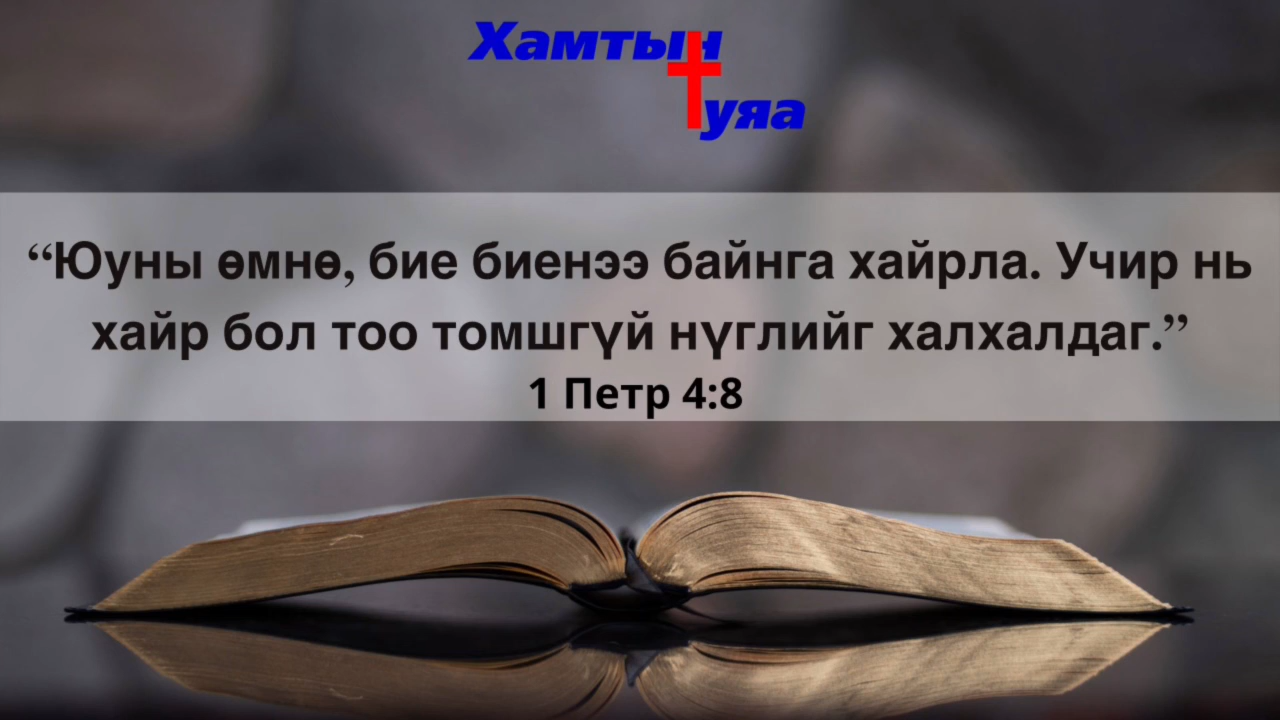 Хамтын
Туяа
“Юуны өмнө, бие биенээ байнга хайрла. Учир нь
хайр бол тоо томшгүй нүглийг халхалдаг.”
1 Петр 4:8